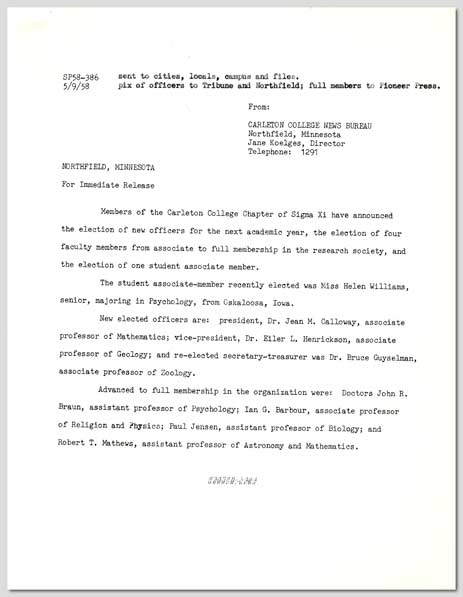 SP58-386 sent to cities, locals, campus and files.
5/9/58 pix of officers to Tribune and Northfield; full members to Pioneer Press.
From:
CARLETON COLLEGE NEWS BUREAU
Northfield, Minnesota
Jane Koelges, Director
Telephone: 1291
NORTHFIELD, MINNESOTA
For Immediate Release
Members of the Carleton College Chapter of Sigma Xi have announced
the election of new officers for the next academic year, the election of four
faculty members from associate to full membership in the research society, and
the election of one student associate member.
The student associate-member recently elected was Miss Helen Williams,
senior, majoring in Psychology, from Oskaloosa, Iowa.
New elected officers are: president, Dr. Jean M. Calloway, associate
professor of Mathematics; vice-president, Dr. Eiler L. Henrickson, associate
professor of Geology; and re-elected secretary-treasurer was Dr. Bruce Guyselman,
associate professor of Zoology.
Advanced to full membership in the organization were: Doctors John R.
Braun, assistant professor of Psychology; Ian G. Barbour, associate professor
of Religion and Physics; Paul Jensen, assistant professor of Biology; and
Robert T. Mathews, assistant professor of Astronomy and Mathematics.